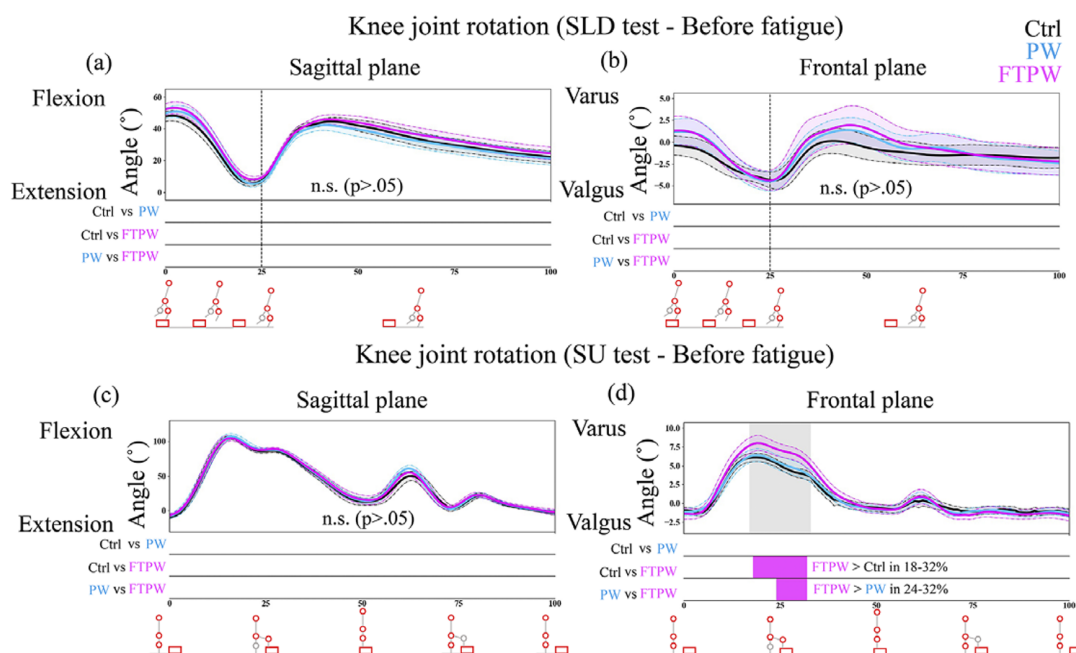 Knee joint rotation (SLD test - Before fatigue)
Ctrl
PW
FTPW
(a)
Sagittal plane
Flexion
Extension
Angle (°)
60
40
20
0
n.s. (p>.05)
Ctrl vs PW
Ctrl vs FTPW
PW vs FTPW
0 25 50 75 100
(b)
Frontal plane
Varus
Valgus
Angle (°)
5.0
2.5
0.0
-2.5
-5.0
n.s. (p>.05)
Ctrl vs PW
Ctrl vs FTPW
PW vs FTPW
0 25 50 75 100
Knee joint rotation (SU test - Before fatigue)
(c)
Sagittal plane
Flexion
Extension
Angle (°)
100
50
0
n.s. (p>.05)
Ctrl vs PW
Ctrl vs FTPW
PW vs FTPW
0 25 50 75 100
(d)
Frontal plane
Varus
Valgus
Angle (°)
10.0
7.5
5.0
2.5
0.0
-2.5
Ctrl vs PW
Ctrl vs FTPW
FTPW > Ctrl in 18-32%
PW vs FTPW
FTPW > PW in 24-32%
0 25 50 75 100